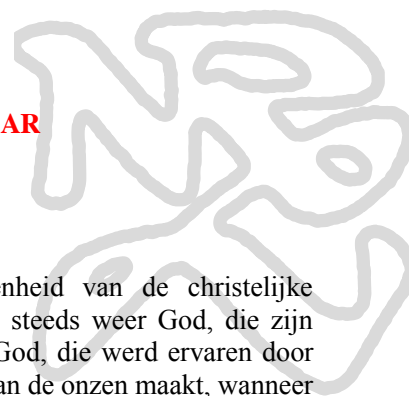 AR
enheid van de christelijke
steeds weer God, die zijn
God, die werd ervaren door
an de onzen maakt, wanneer